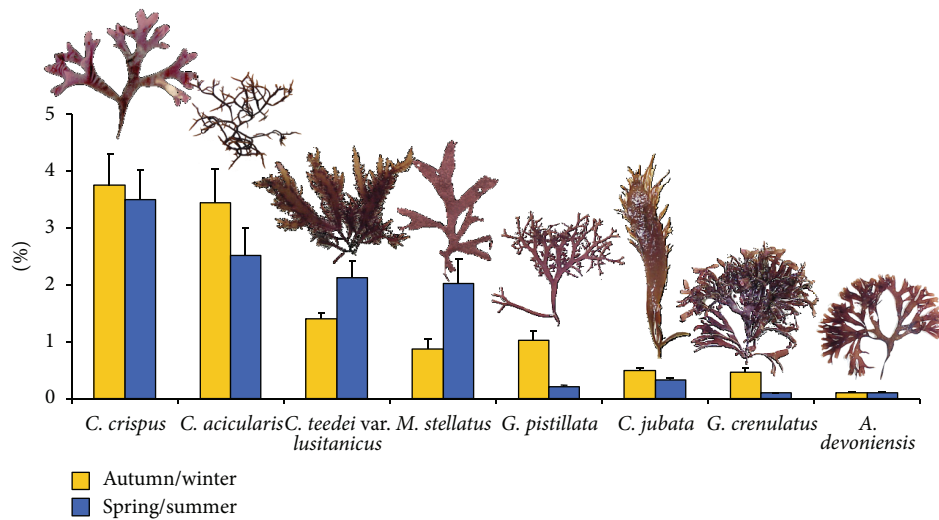 5
4
3
2
1
0
(%)
C. crispus
C. acicularis
C. teedei var.
lusitanicus
M. stellatus
G. pistillata
C. jubata
G. crenulatus
A.
devoniensis
Autumn/winter
Spring/summer